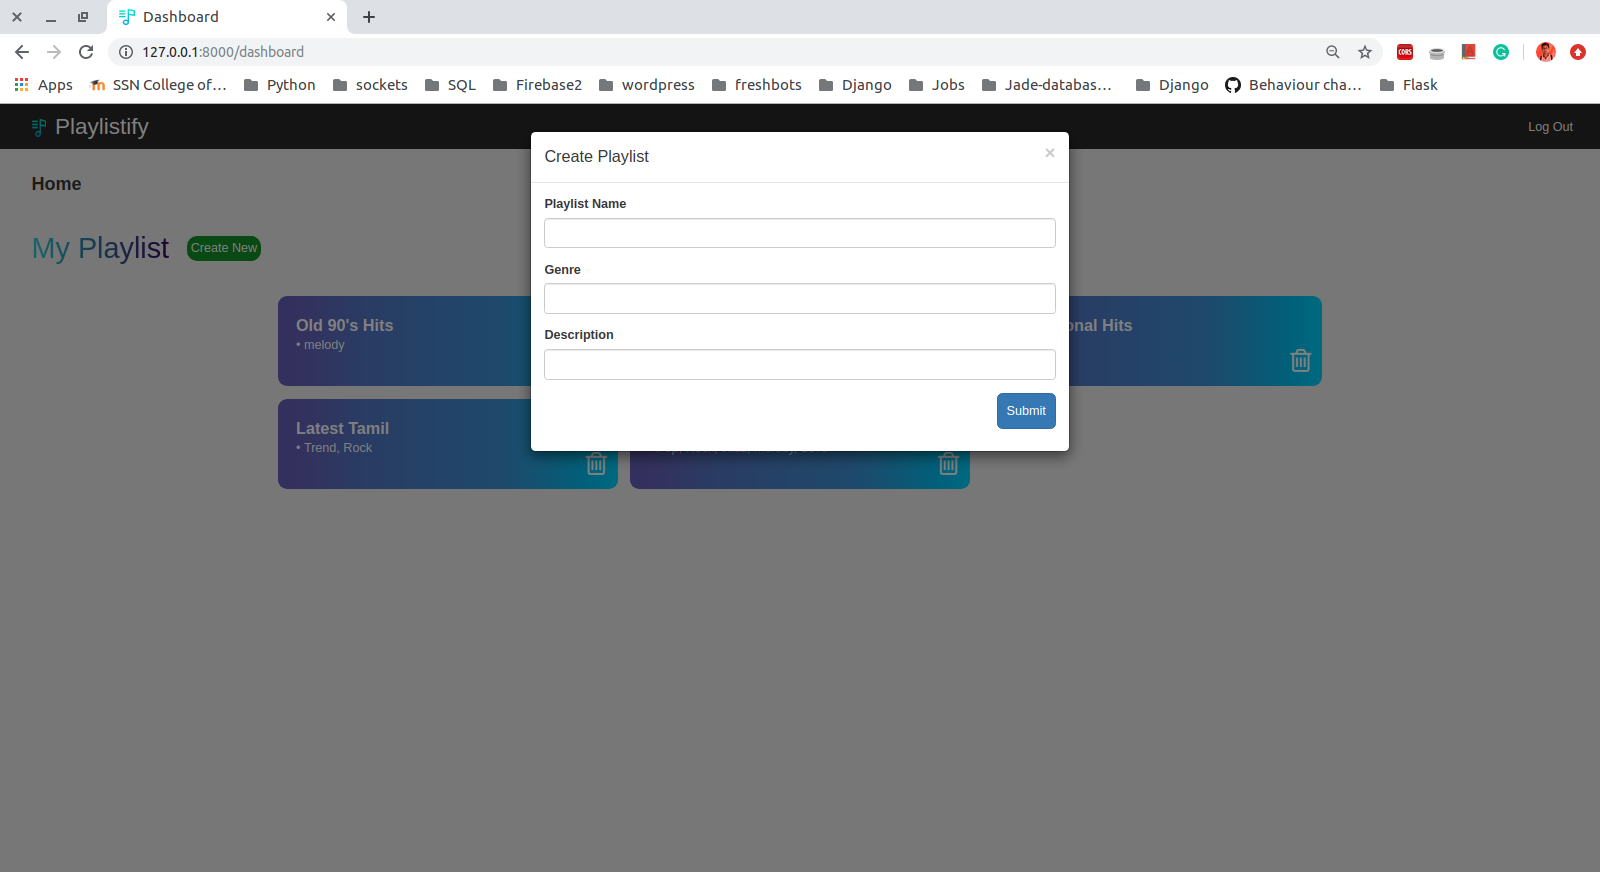 Dashboard
127.0.0.1:8000/dashboard
Apps SSN College of... Python sockets SQL Firebase2 wordpress freshbots Django Jobs Jade-databas... Django Behaviour cha... Flask
CORS
Playlistify
Log Out
Create Playlist
×
Home
Playlist Name
My Playlist
Create New
Genre
Old 90's Hits
• melody
onal Hits
Description
Submit
Latest Tamil
• Trend, Rock